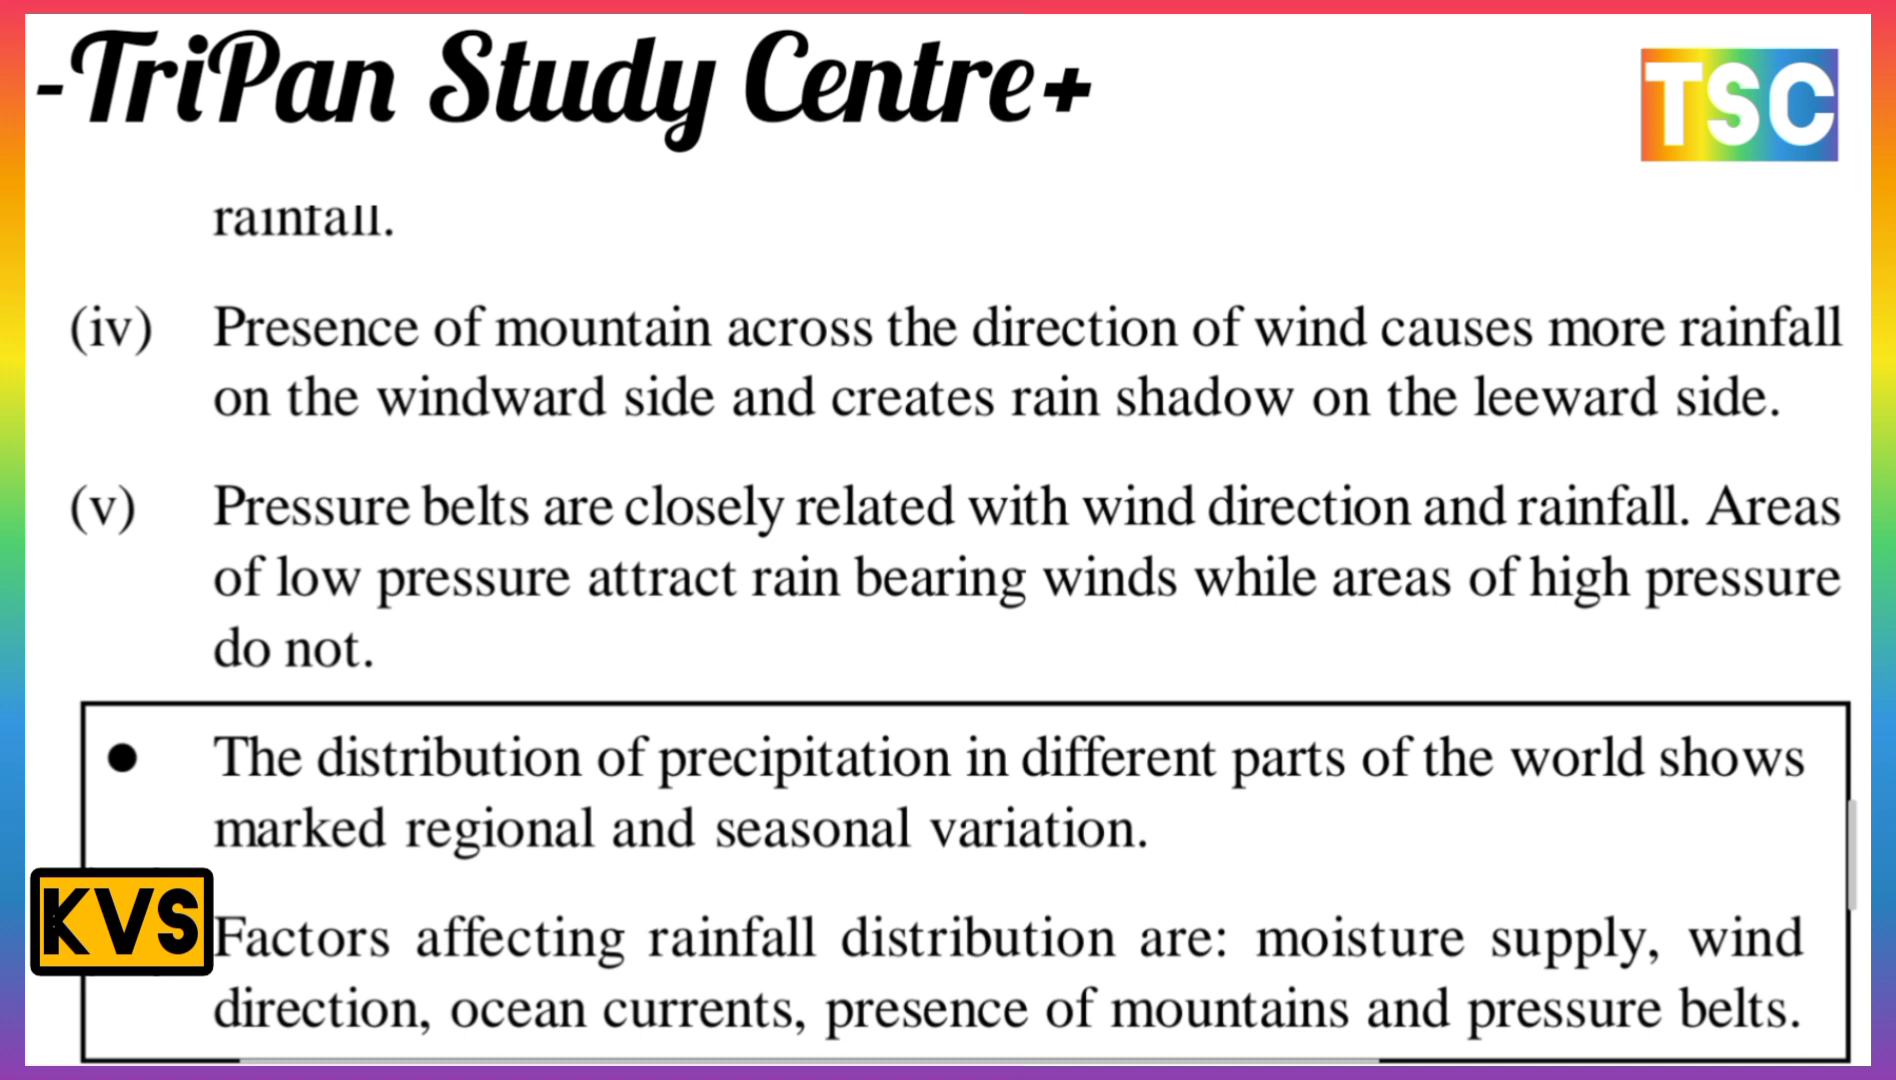 -TriPan Study Centre+
TSC
rainfall.
(iv) Presence of mountain across the direction of wind causes more rainfall
on the windward side and creates rain shadow on the leeward side.
(v) Pressure belts are closely related with wind direction and rainfall. Areas
of low pressure attract rain bearing winds while areas of high pressure
do not.
● The distribution of precipitation in different parts of the world shows
marked regional and seasonal variation.
KVS
Factors affecting rainfall distribution are: moisture supply, wind
direction, ocean currents, presence of mountains and pressure belts.